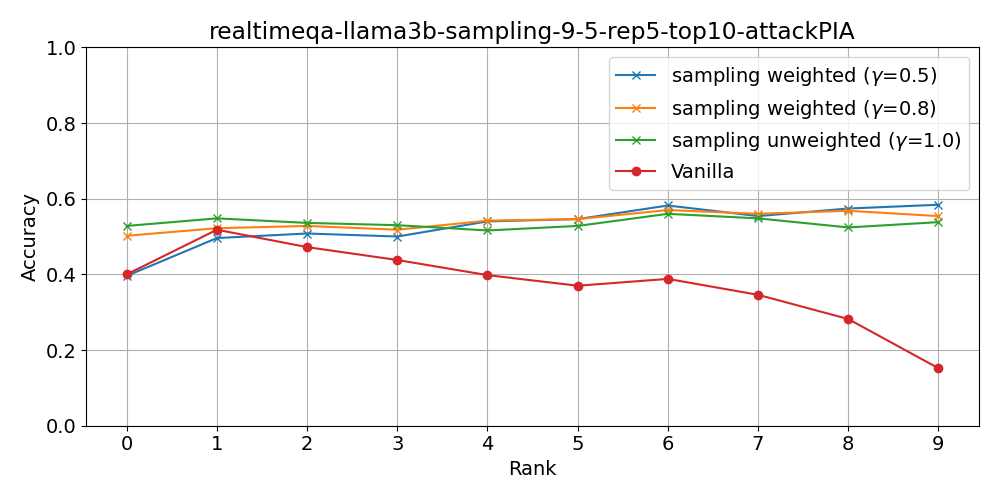 realtimeqa-llama3b-sampling-9-5-rep5-top10-attackPIA
1.0
0.8
0.6
0.4
0.2
0.0
Accuracy
sampling weighted (γ=0.5)
sampling weighted (γ=0.8)
sampling unweighted (γ=1.0)
Vanilla
0 1 2 3 4 5 6 7 8 9
Rank